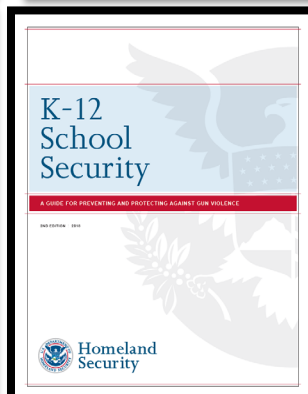 K-12
School
Security
A GUIDE FOR PREVENTING AND PROTECTING AGAINST GUN VIOLENCE
2ND EDITION 2018
Homeland
Security